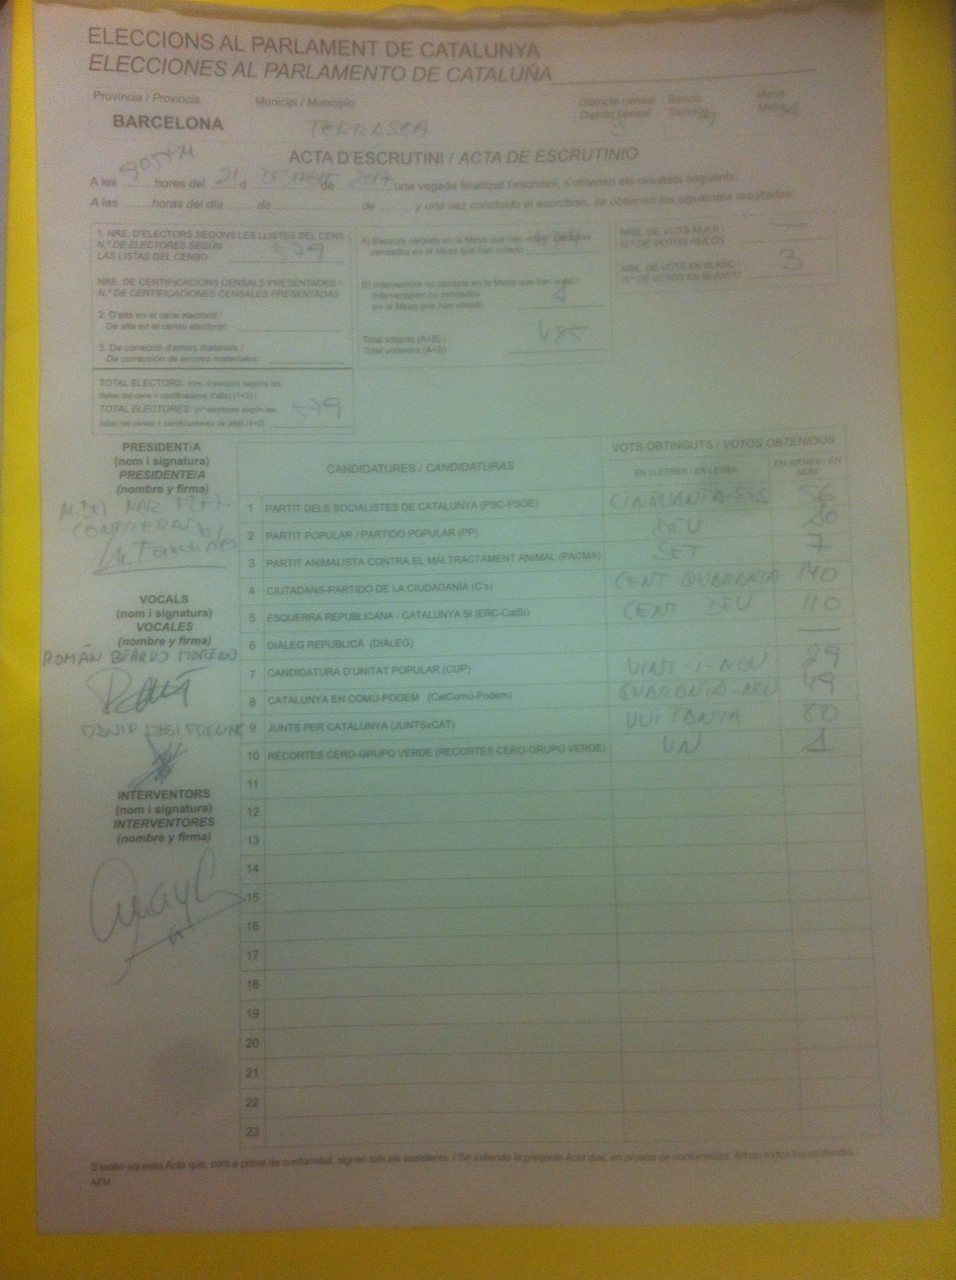 ELECCIONS AL PARLAMENT DE CATALUNYA
ELECCIONES AL PARLAMENTO DE CATALUÑA
Província / Provincia Municipi / Municipio Districte censal Secció Mesa
Distrito censal Sección Mesa
BARCELONA
ACTA D'ESCRUTINI / ACTA DE ESCRUTINIO
A les hores del 21 d de 2017 una vegada finalitzat l'escrutini, s'obtenen els resultats següents:
A las horas del día de de y una vez concluido el escrutinio, se obtienen los siguientes resultados
1. NRE. D'ELECTORS SEGONS LES LLISTES DEL CENS /
N.º DE ELECTORES SEGÚN
LAS LISTAS DEL CENSO 579
NRE. DE CERTIFICACIONS CENSALS PRESENTADES /
N.º DE CERTIFICACIONES CENSALES PRESENTADAS
2. D'alta en el cens electoral /
De alta en el censo electoral:
3. De correcció d'errors materials /
De corrección de errores materiales:
TOTAL ELECTORS: (nre. d'electors segons les
llistes del cens + certificacions d'alta) (1+2) /
TOTAL ELECTORES: (nº electores según las
listas del censo + certificaciones de alta) (1+2) 579
A) Electors censats en la Mesa que han votat /
censados en la Mesa que han votado
B) Interventors no censats en la Mesa que han votat /
Interventores no censados
en la Mesa que han votado
Total votants (A+B) /
Total votantes (A+B) 485
NRE. DE VOTS NULS /
N.º DE VOTOS NULOS —
NRE. DE VOTS EN BLANC /
N.º DE VOTOS EN BLANCO 3
PRESIDENT/A
(nom i signatura)
PRESIDENTE/A
(nombre y firma)
CONTRERAS
VOCALS
(nom i signatura)
VOCALES
(nombre y firma)
ROMÁN BEARDO MORENO
INTERVENTORS
(nom i signatura)
INTERVENTORES
(nombre y firma)
CANDIDATURES / CANDIDATURAS VOTS OBTINGUTS / VOTOS OBTENIDOS
EN LLETRES / EN LETRA EN XIFRES / EN NÚM.
1 PARTIT DELS SOCIALISTES DE CATALUNYA (PSC-PSOE) CINQUANTA-SIS 56
2 PARTIT POPULAR / PARTIDO POPULAR (PP) DEU 10
3 PARTIT ANIMALISTA CONTRA EL MALTRACTAMENT ANIMAL (PACMA) SET 7
4 CIUTADANS-PARTIDO DE LA CIUDADANÍA (C's) CENT QUARANTA 140
5 ESQUERRA REPUBLICANA - CATALUNYA SÍ (ERC-CatSí) CENT DEU 110
6 DIÀLEG REPUBLICÀ (DIÀLEG) —
7 CANDIDATURA D'UNITAT POPULAR (CUP) VINT-I-NOU 29
8 CATALUNYA EN COMÚ-PODEM (CatComú-Podem) 49
9 JUNTS PER CATALUNYA (JUNTSxCAT) VUITANTA 80
10 RECORTES CERO-GRUPO VERDE (RECORTES CERO-GRUPO VERDE) UN 1
11
12
13
14
15
16
17
18
19
20
21
22
23
S'estén aquesta Acta que, com a prova de conformitat, signen tots els assistents. / Se extiende la presente Acta que, en prueba de conformidad, firman todos los asistentes.
AEM